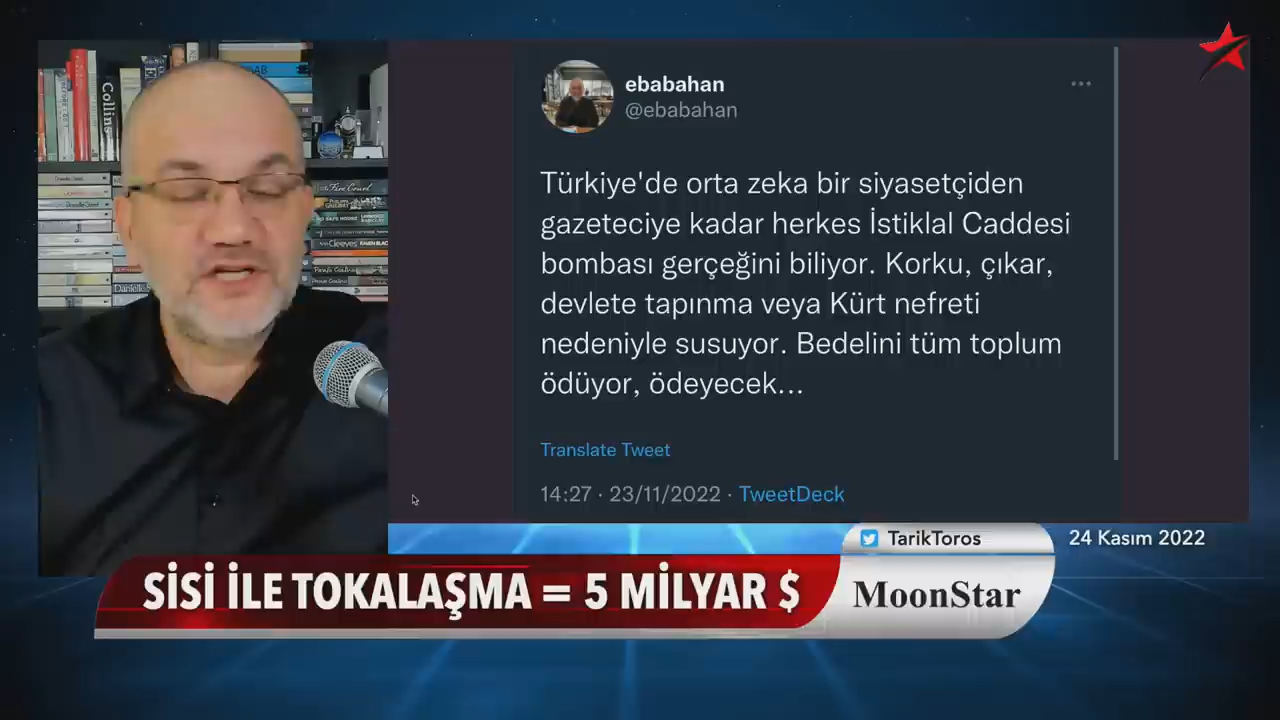 ebabahan
@ebabahan
Türkiye'de orta zeka bir siyasetçiden
gazeteciye kadar herkes İstiklal Caddesi
bombası gerçeğini biliyor. Korku, çıkar,
devlete tapınma veya Kürt nefreti
nedeniyle susuyor. Bedelini tüm toplum
ödüyor, ödeyecek...
Translate Tweet
14:27 · 23/11/2022 · TweetDeck
TarikToros
24 Kasım 2022
SİSİ İLE TOKALAŞMA = 5 MİLYAR $
MoonStar
Collins